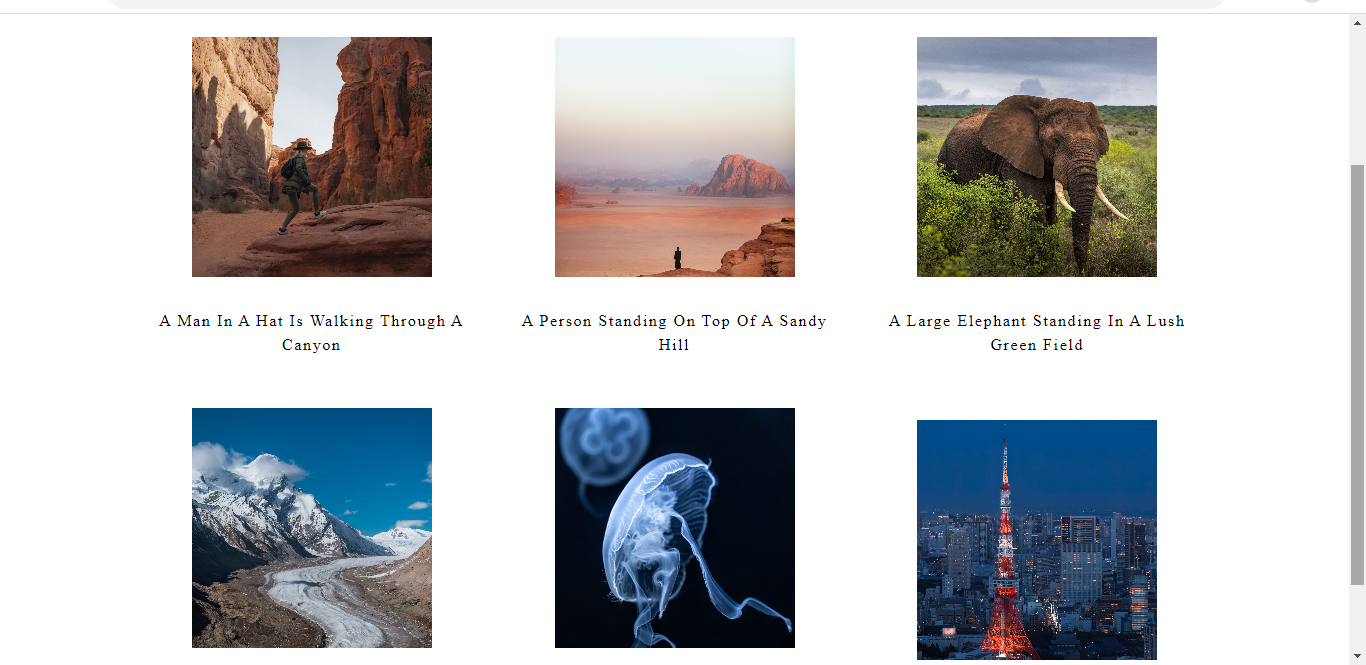 A Man In A Hat Is Walking Through A
Canyon
A Person Standing On Top Of A Sandy
Hill
A Large Elephant Standing In A Lush
Green Field